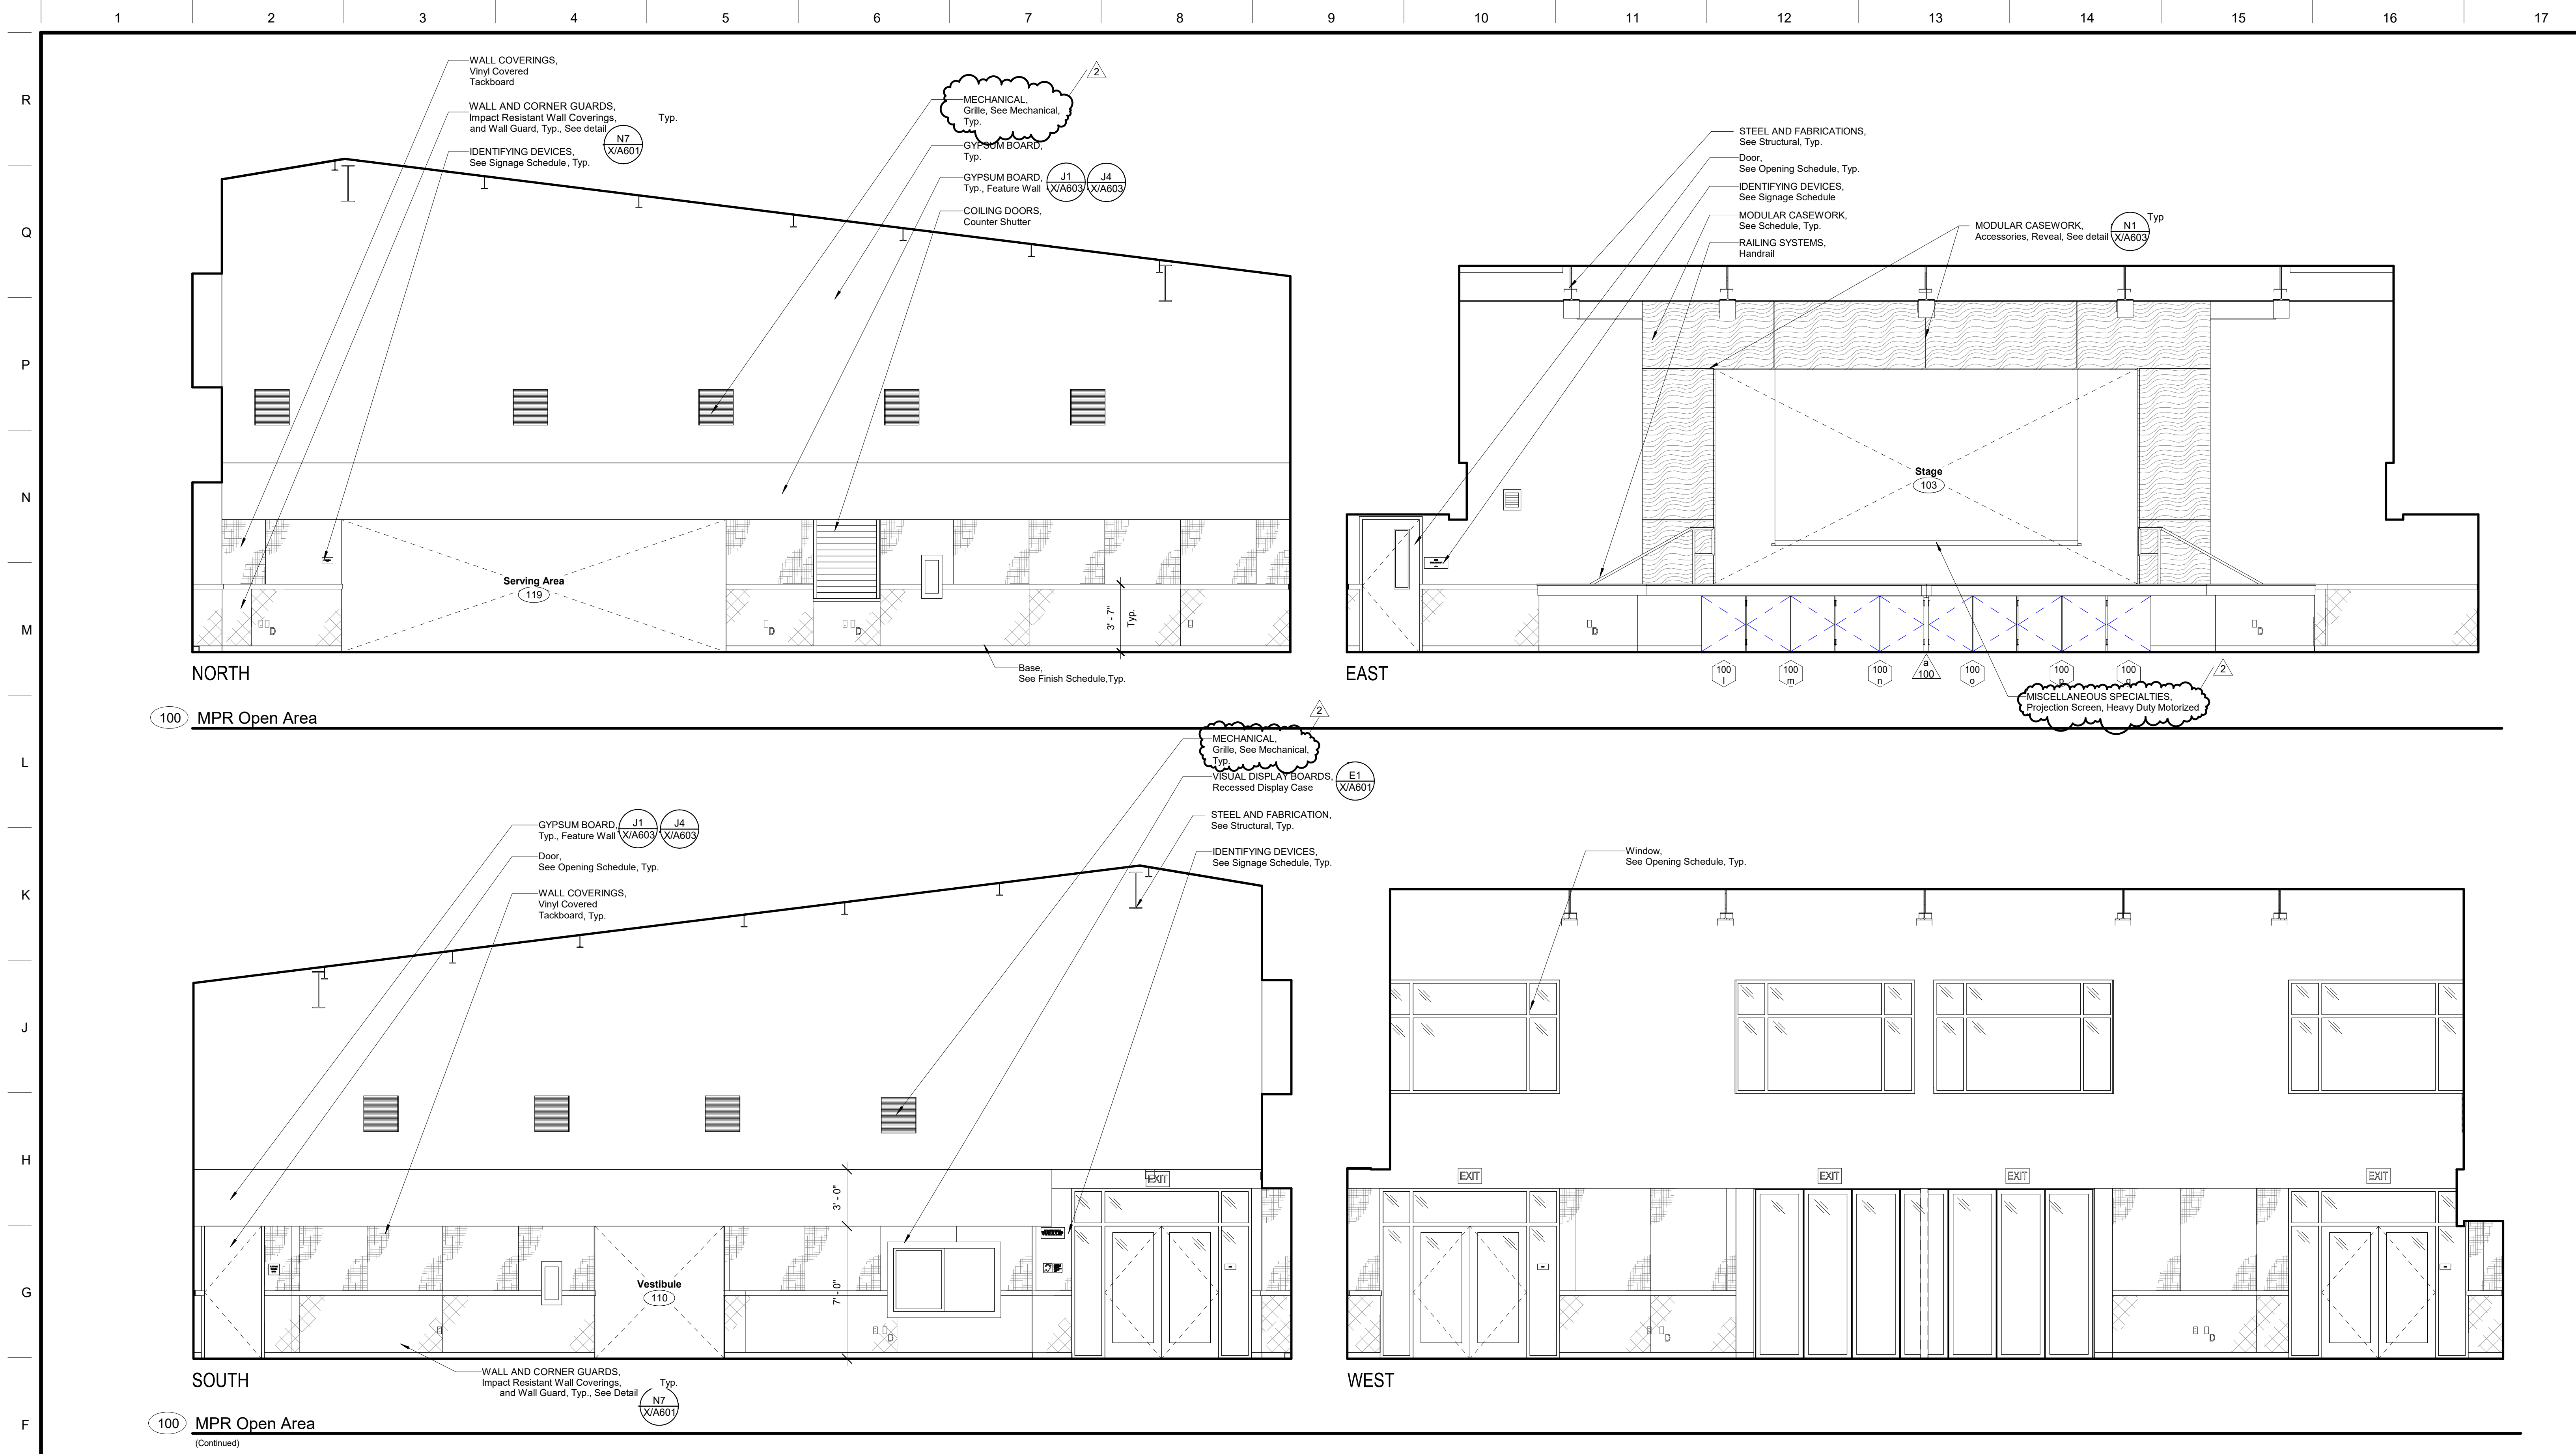 1 2 3 4 5 6 7 8 9 10 11 12 13 14 15 16 17
R
Q
P
N
M
L
K
J
H
G
F
WALL COVERINGS,
Vinyl Covered
Tackboard
WALL AND CORNER GUARDS,
Impact Resistant Wall Coverings, Typ.
and Wall Guard, Typ., See detail
N7
X/A601
IDENTIFYING DEVICES,
See Signage Schedule, Typ.
2
MECHANICAL,
Grille, See Mechanical,
Typ.
GYPSUM BOARD,
Typ.
GYPSUM BOARD,
Typ., Feature Wall
J1
X/A603
J4
X/A603
COILING DOORS,
Counter Shutter
Serving Area
119
D
D
D
3' - 7"
Typ.
Base,
See Finish Schedule,Typ.
NORTH
STEEL AND FABRICATIONS,
See Structural, Typ.
Door,
See Opening Schedule, Typ.
IDENTIFYING DEVICES,
See Signage Schedule
MODULAR CASEWORK,
See Schedule, Typ.
RAILING SYSTEMS,
Handrail
MODULAR CASEWORK,
Accessories, Reveal, See detail
N1
X/A603
Typ
Stage
103
D
D
100
l
100
m
100
n
a
100
100
o
100
p
100
q
2
MISCELLANEOUS SPECIALTIES,
Projection Screen, Heavy Duty Motorized
EAST
100 MPR Open Area
2
MECHANICAL,
Grille, See Mechanical,
Typ.
VISUAL DISPLAY BOARDS,
Recessed Display Case
E1
X/A601
STEEL AND FABRICATION,
See Structural, Typ.
IDENTIFYING DEVICES,
See Signage Schedule, Typ.
GYPSUM BOARD,
Typ., Feature Wall
J1
X/A603
J4
X/A603
Door,
See Opening Schedule, Typ.
WALL COVERINGS,
Vinyl Covered
Tackboard, Typ.
3' - 0"
7' - 0"
EXIT
Vestibule
110
D
WALL AND CORNER GUARDS,
Impact Resistant Wall Coverings, Typ.
and Wall Guard, Typ., See Detail
N7
X/A601
SOUTH
Window,
See Opening Schedule, Typ.
EXIT
EXIT
EXIT
EXIT
D
D
WEST
100 MPR Open Area
(Continued)